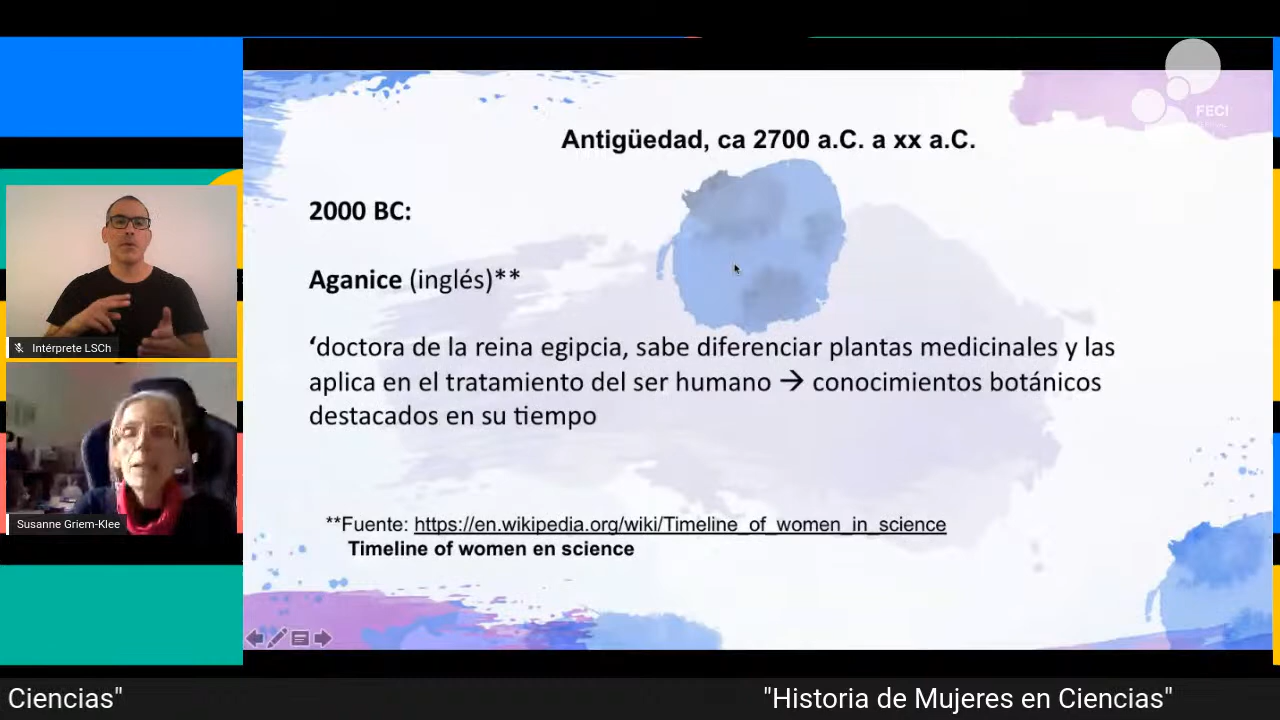 FECI
Antigüedad, ca 2700 a.C. a xx a.C.
2000 BC:
Aganice (inglés)**
‘doctora de la reina egipcia, sabe diferenciar plantas medicinales y las
aplica en el tratamiento del ser humano → conocimientos botánicos
destacados en su tiempo
**Fuente: https://en.wikipedia.org/wiki/Timeline_of_women_in_science
Timeline of women en science
Intérprete LSCh
Susanne Griem-Klee
Ciencias" "Historia de Mujeres en Ciencias"